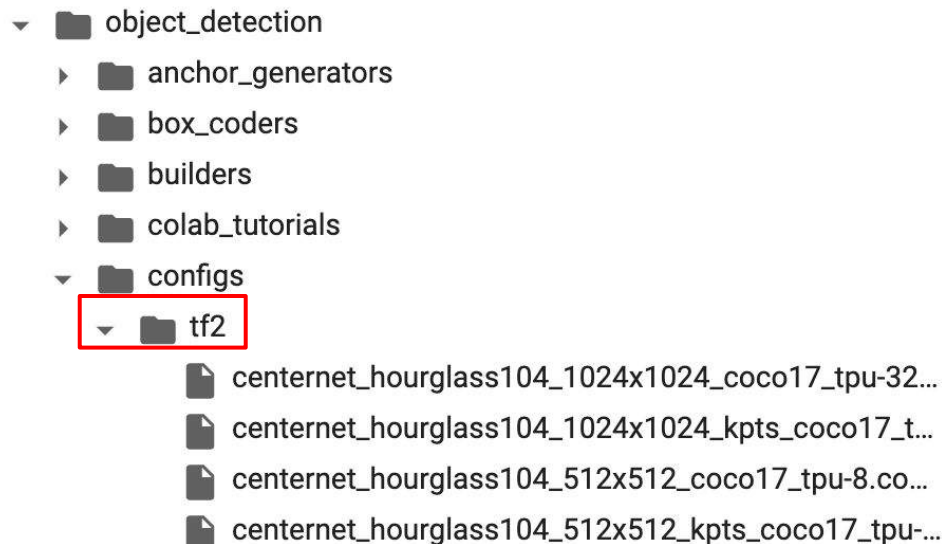 object_detection
anchor_generators
box_coders
builders
colab_tutorials
configs
tf2
centernet_hourglass104_1024x1024_coco17_tpu-32...
centernet_hourglass104_1024x1024_kpts_coco17_t...
centernet_hourglass104_512x512_coco17_tpu-8.co...
centernet_hourglass104_512x512_kpts_coco17_tpu-...